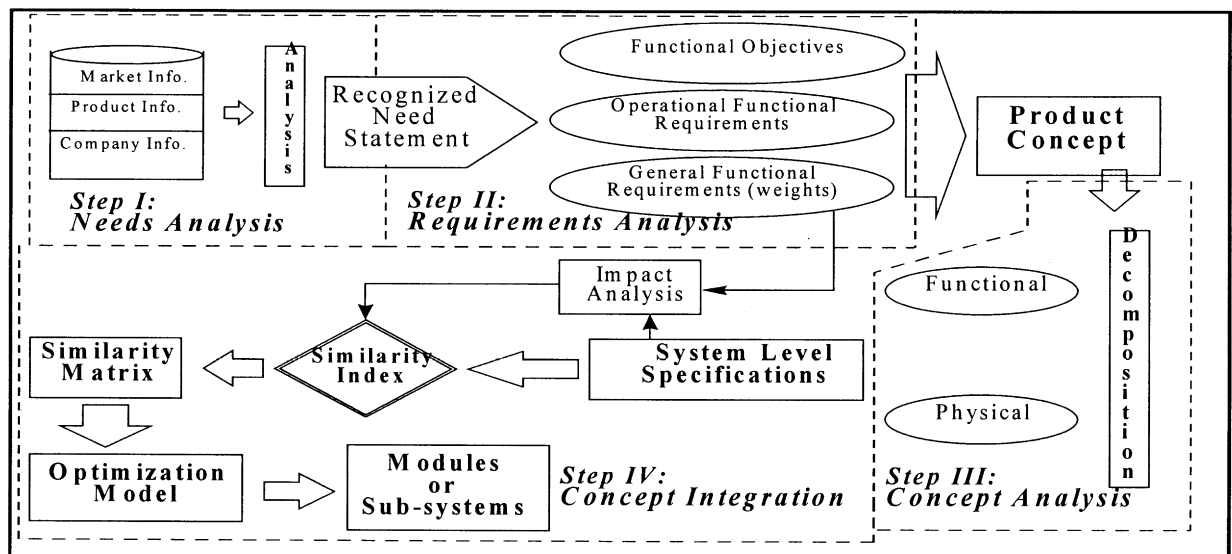 Market Info.
Product Info.
Company Info.
Analysis
Step I:
Needs Analysis
Recognized
Need
Statement
Step II:
Requirements Analysis
Functional Objectives
Operational Functional
Requirements
General Functional
Requirements (weights)
Product
Concept
Impact
Analysis
Similarity
Index
System Level
Specifications
Similarity
Matrix
Optimization
Model
Modules
or
Sub-systems
Step IV:
Concept Integration
Functional
Physical
Decomposition
Step III:
Concept Analysis